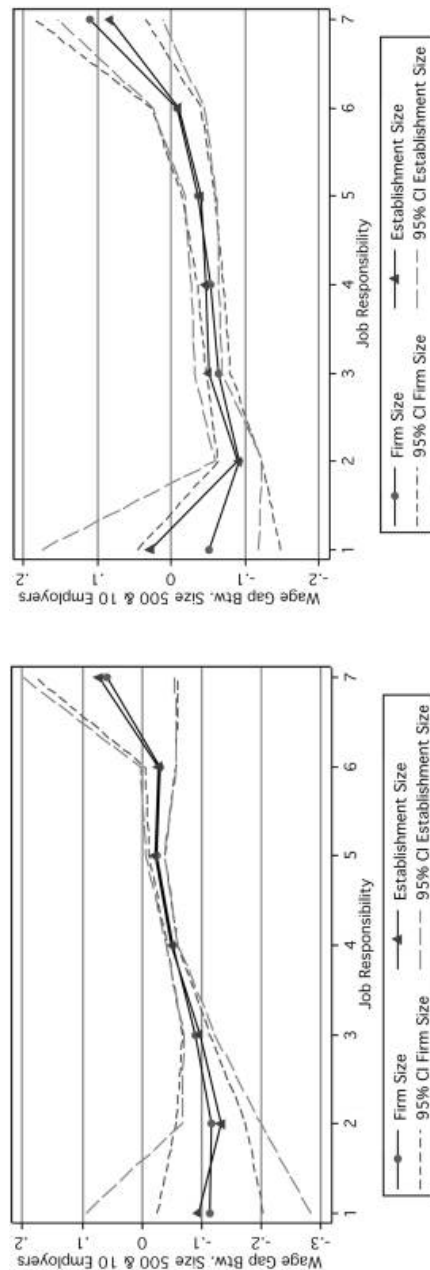 Wage Gap Btw. Size 500 & 10 Employers
.2
.1
0
-.1
-.2
-.3
1 2 3 4 5 6 7
Job Responsibility
Firm Size
Establishment Size
95% CI Firm Size
95% CI Establishment Size
Wage Gap Btw. Size 500 & 10 Employers
.2
.1
0
-.1
-.2
1 2 3 4 5 6 7
Job Responsibility
Firm Size
Establishment Size
95% CI Firm Size
95% CI Establishment Size